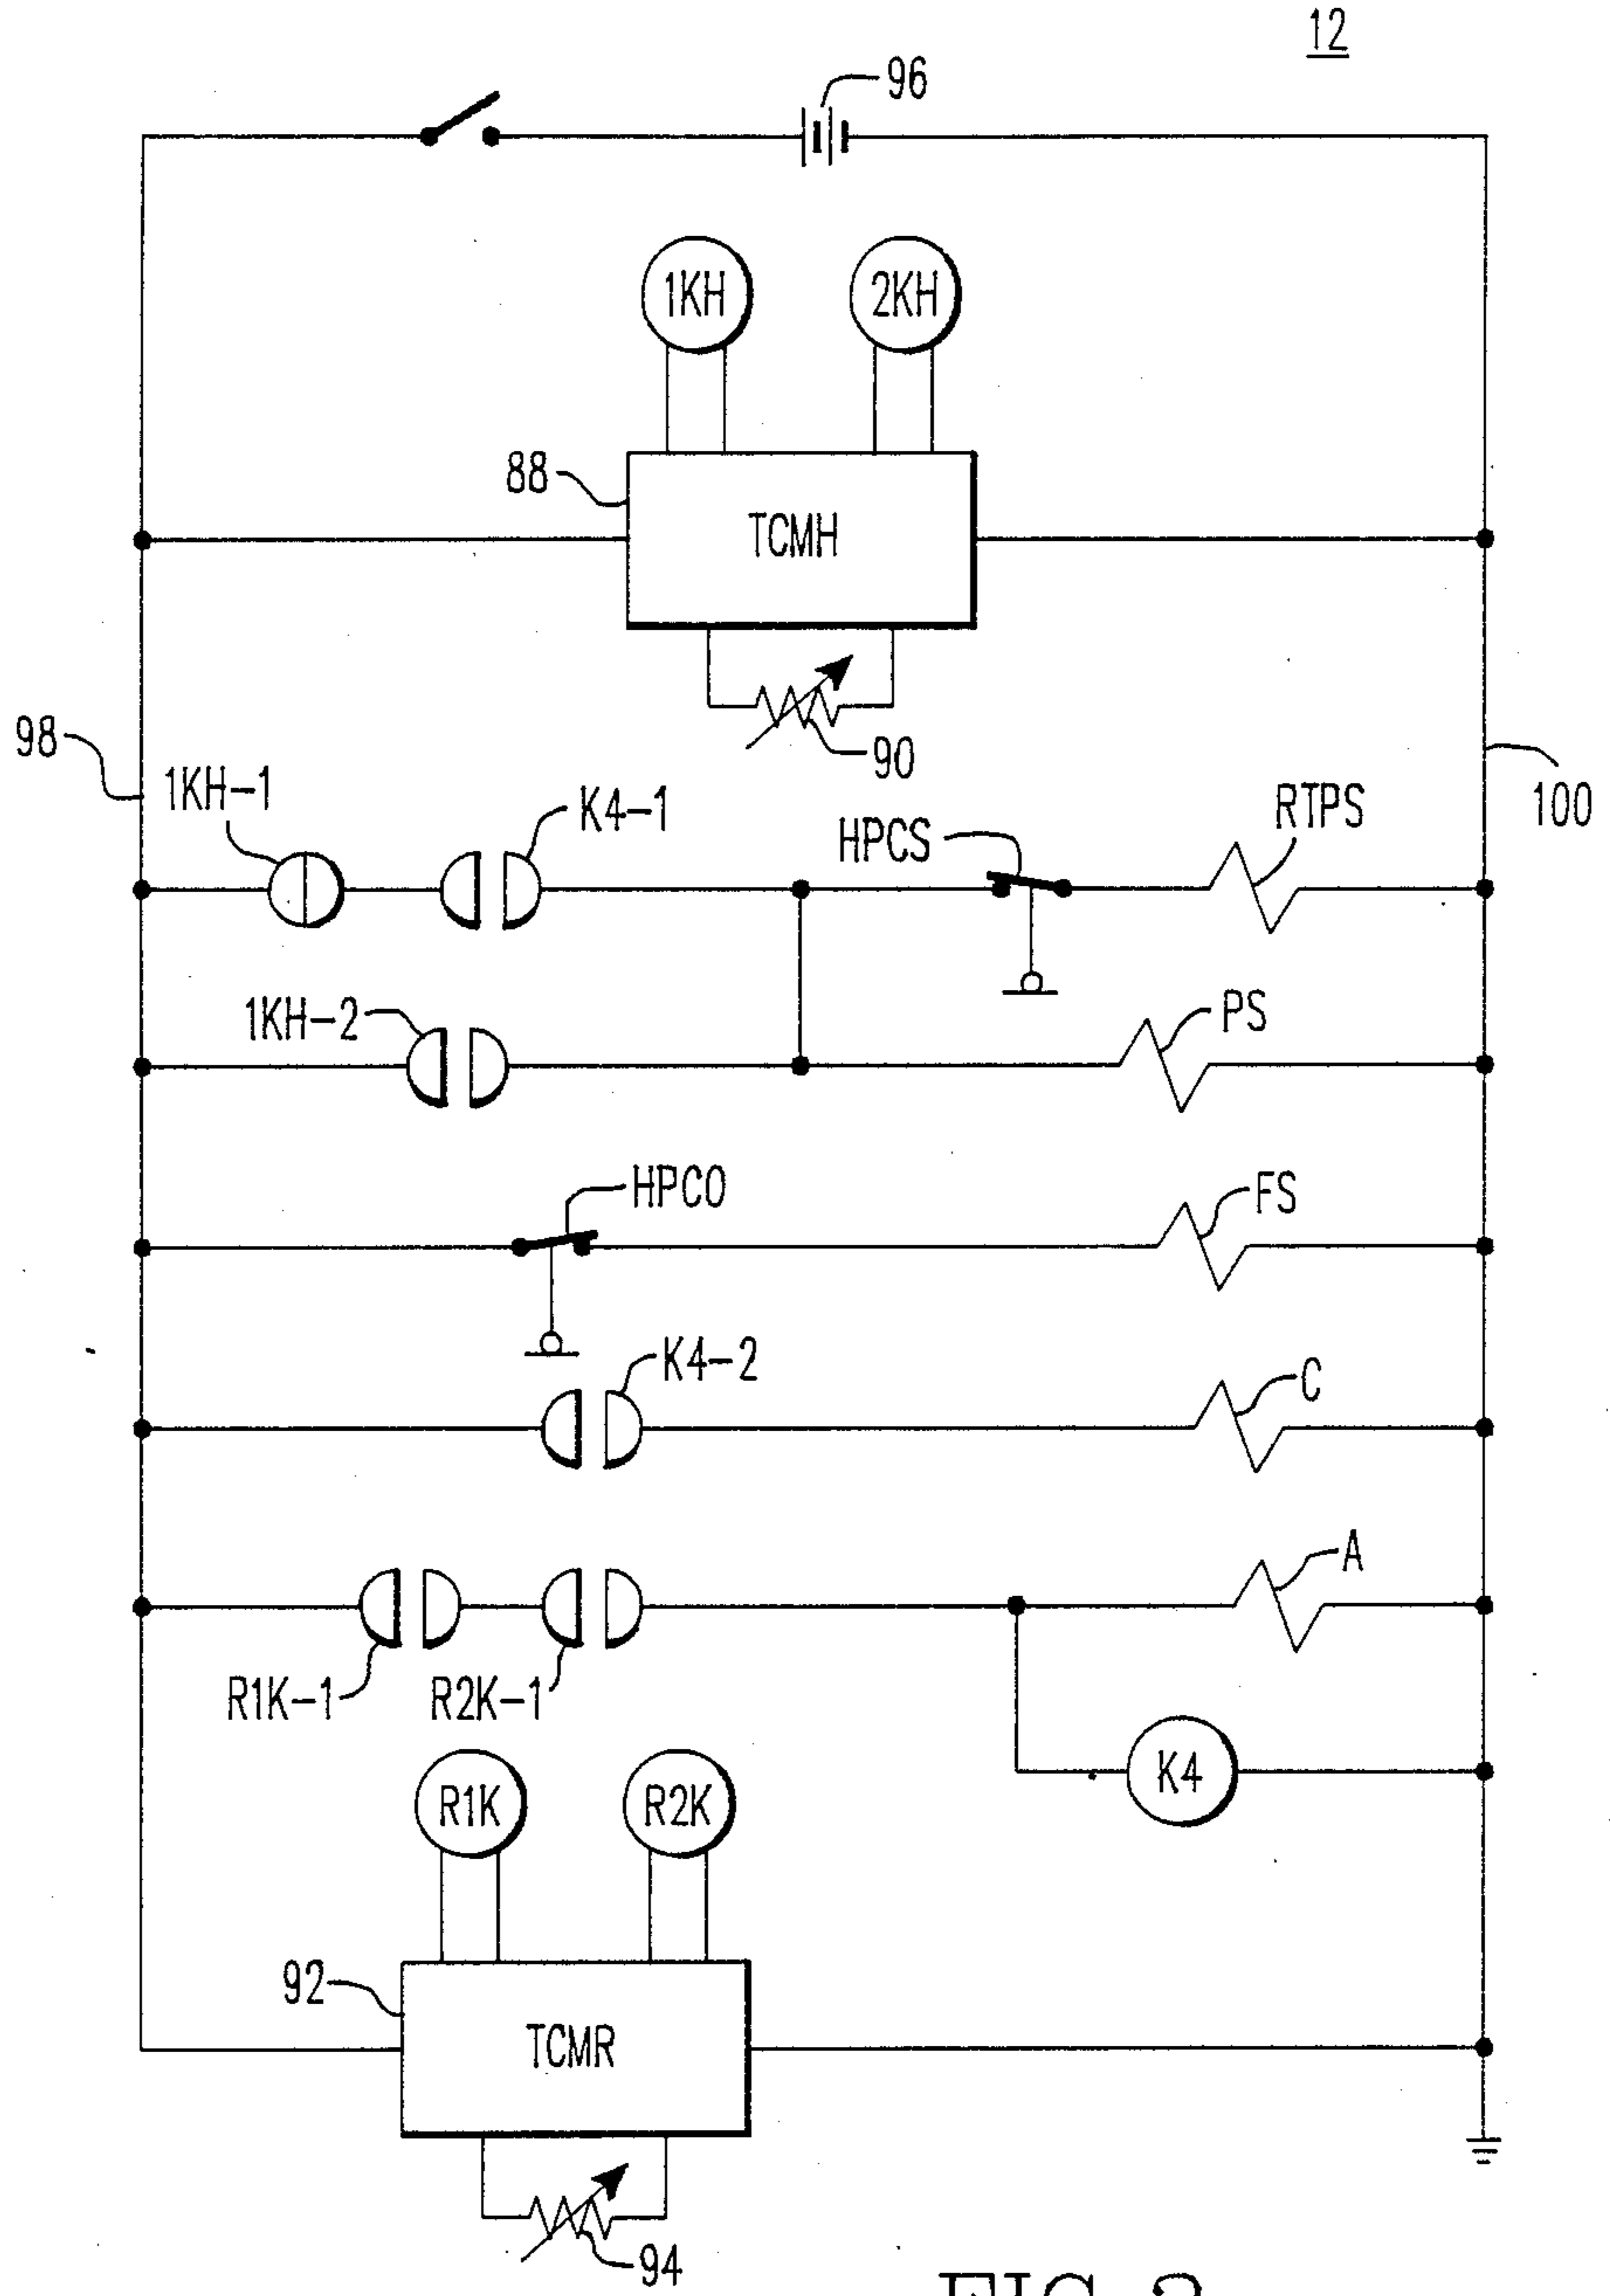 12
96
1KH
2KH
88
TCMH
90
98
100
1KH-1
K4-1
HPCS
RTPS
1KH-2
PS
HPCO
FS
K4-2
C
R1K-1
R2K-1
A
K4
R1K
R2K
92
TCMR
94